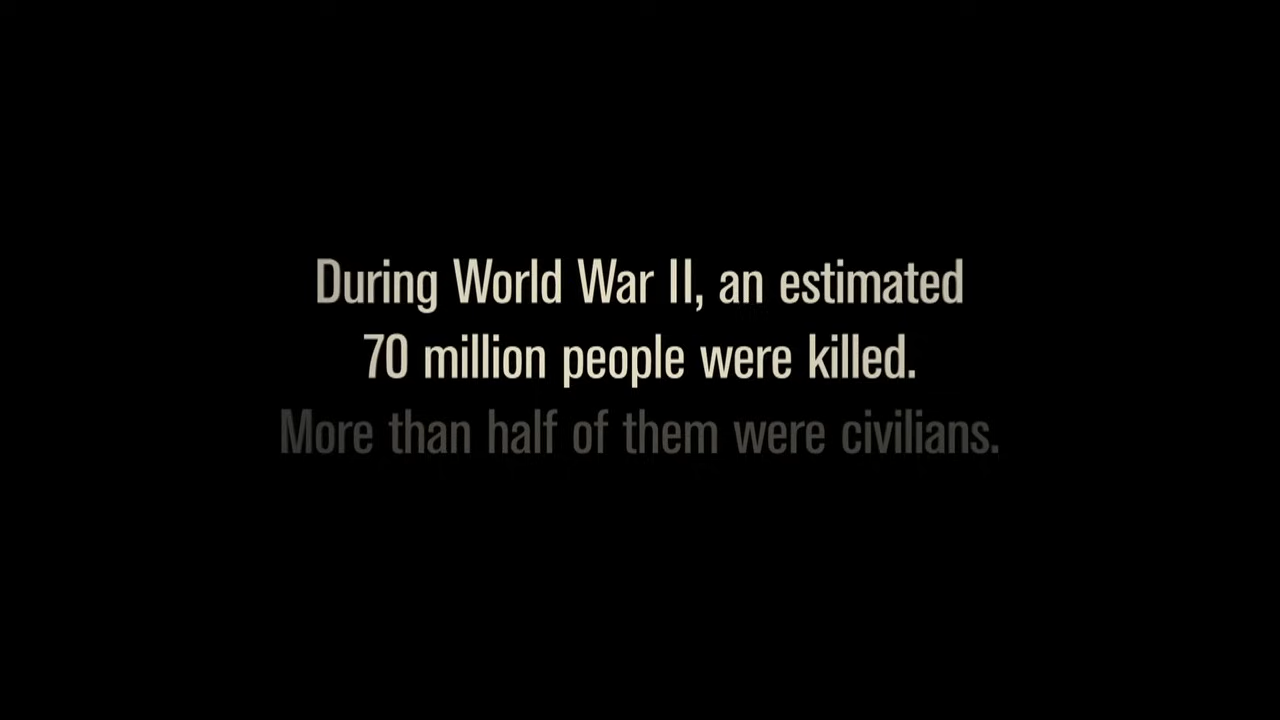 During World War II, an estimated
70 million people were killed.
More than half of them were civilians.